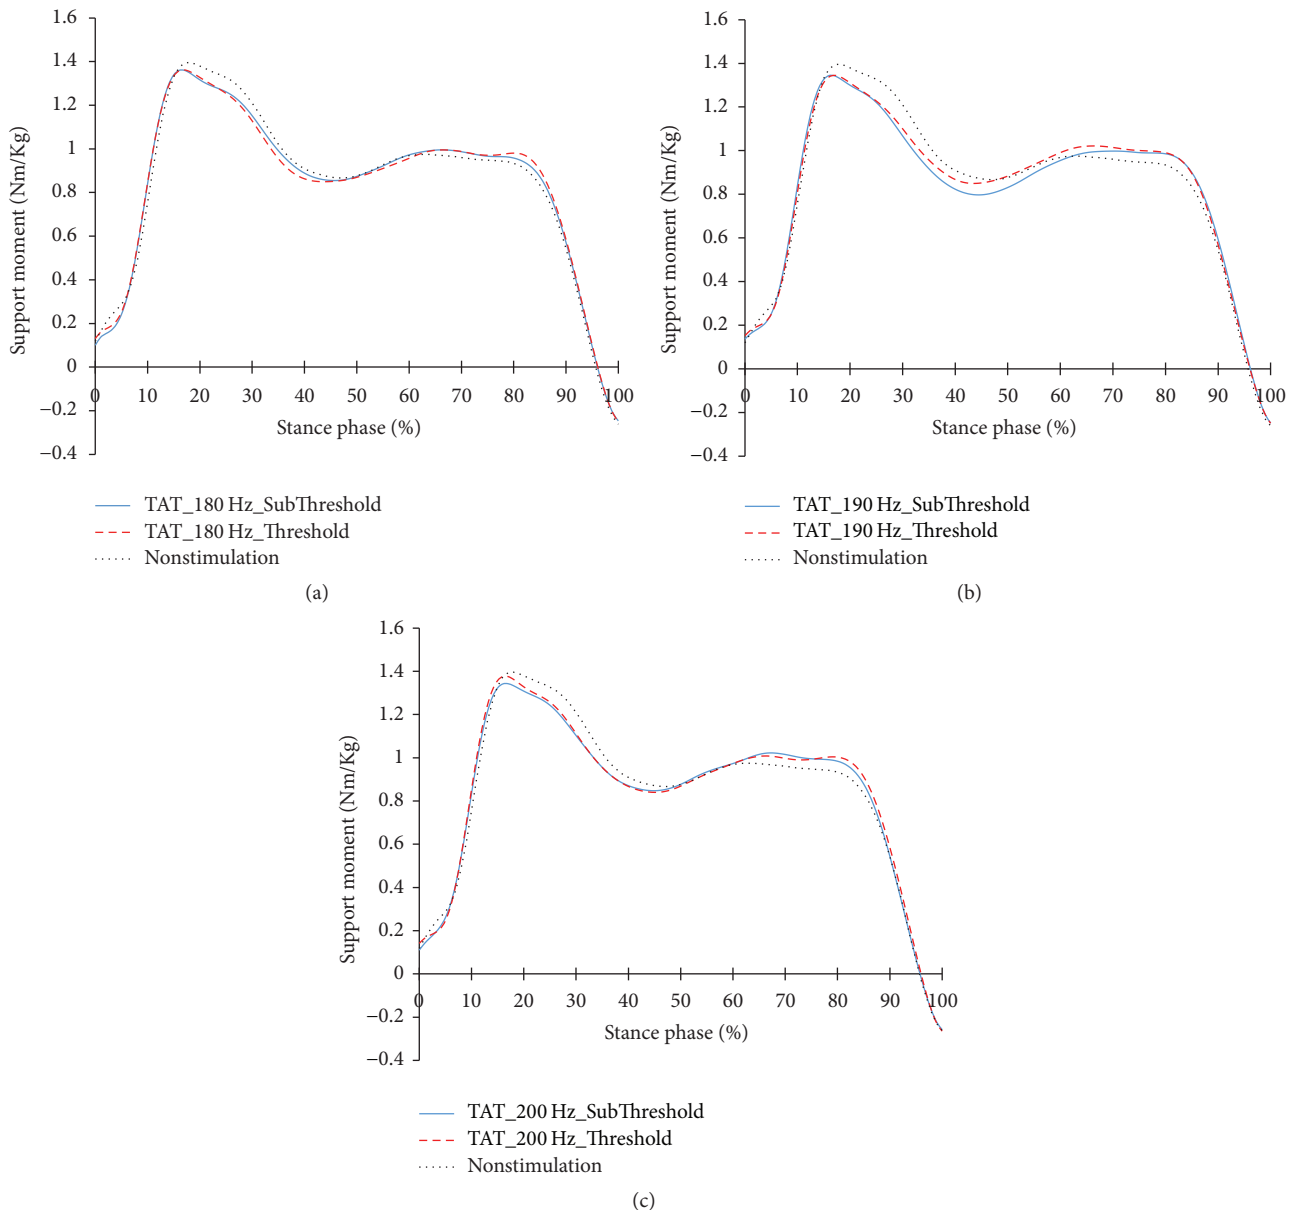 1.6
1.4
1.2
1
0.8
0.6
0.4
0.2
0
−0.2
−0.4
Support moment (Nm/Kg)
0 10 20 30 40 50 60 70 80 90 100
Stance phase (%)
TAT_180 Hz_SubThreshold
TAT_180 Hz_Threshold
Nonstimulation
(a)
1.6
1.4
1.2
1
0.8
0.6
0.4
0.2
0
−0.2
−0.4
Support moment (Nm/Kg)
0 10 20 30 40 50 60 70 80 90 100
Stance phase (%)
TAT_190 Hz_SubThreshold
TAT_190 Hz_Threshold
Nonstimulation
(b)
1.6
1.4
1.2
1
0.8
0.6
0.4
0.2
0
−0.2
−0.4
Support moment (Nm/Kg)
0 10 20 30 40 50 60 70 80 90 100
Stance phase (%)
TAT_200 Hz_SubThreshold
TAT_200 Hz_Threshold
Nonstimulation
(c)